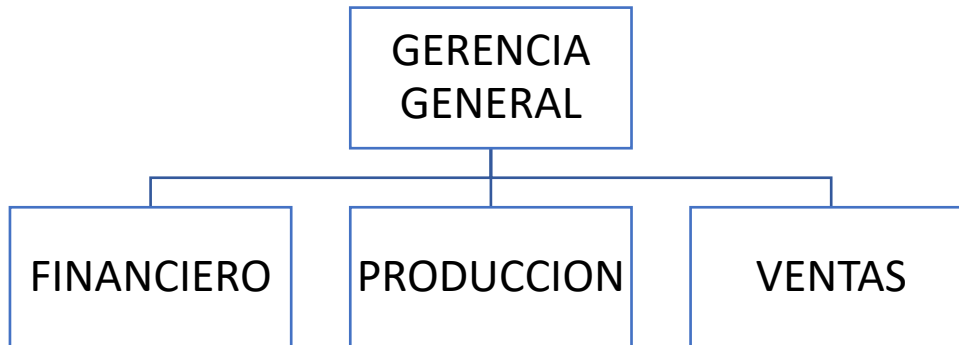 GERENCIA
GENERAL
FINANCIERO
PRODUCCION
VENTAS